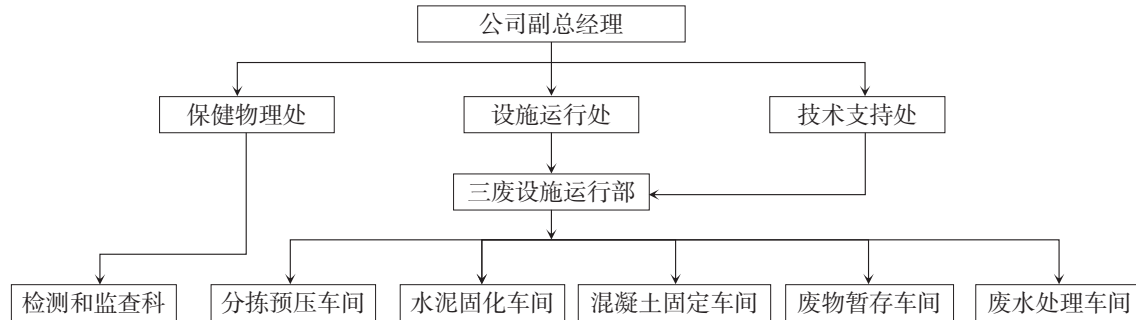 公司副总经理
保健物理处
设施运行处
技术支持处
三废设施运行部
检测和监查科
分拣预压车间
水泥固化车间
混凝土固定车间
废物暂存车间
废水处理车间